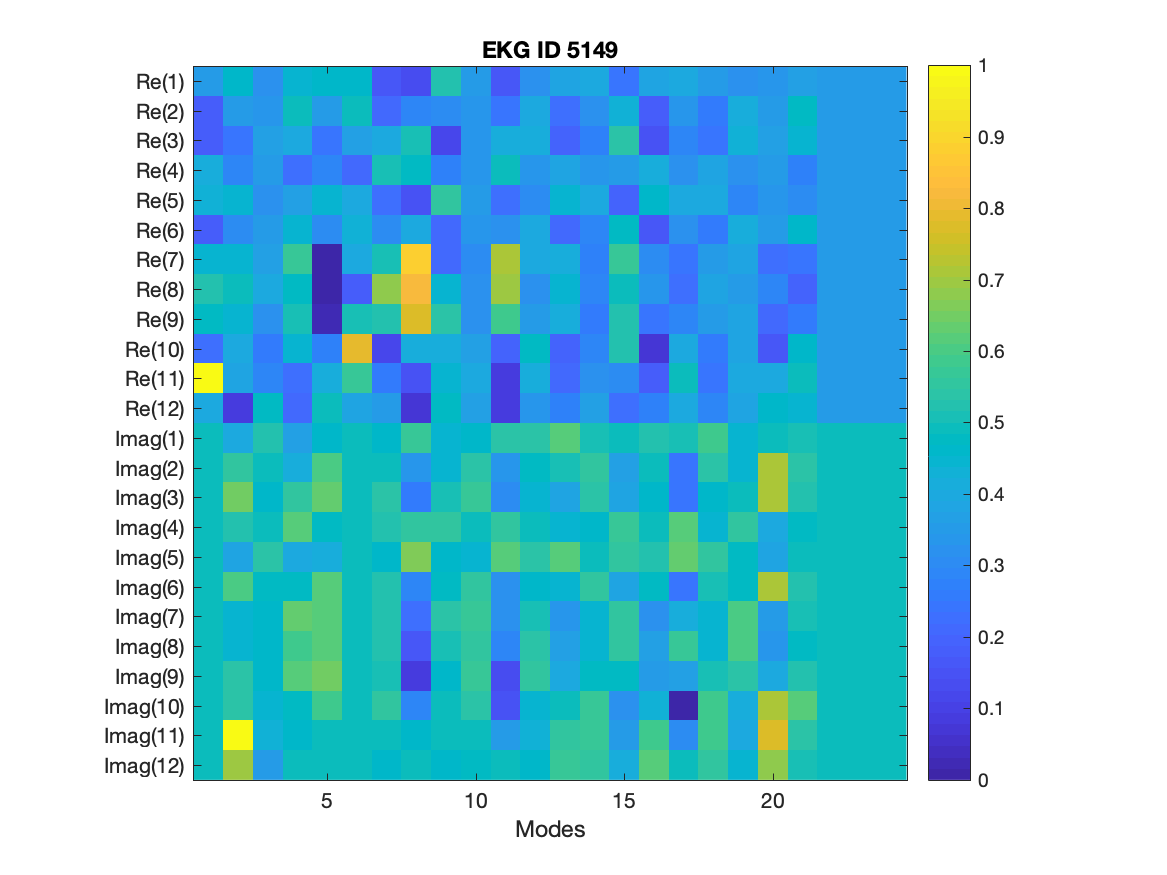 EKG ID 5149
Re(1)
Re(2)
Re(3)
Re(4)
Re(5)
Re(6)
Re(7)
Re(8)
Re(9)
Re(10)
Re(11)
Re(12)
Imag(1)
Imag(2)
Imag(3)
Imag(4)
Imag(5)
Imag(6)
Imag(7)
Imag(8)
Imag(9)
Imag(10)
Imag(11)
Imag(12)
5 10 15 20
Modes
1
0.9
0.8
0.7
0.6
0.5
0.4
0.3
0.2
0.1
0